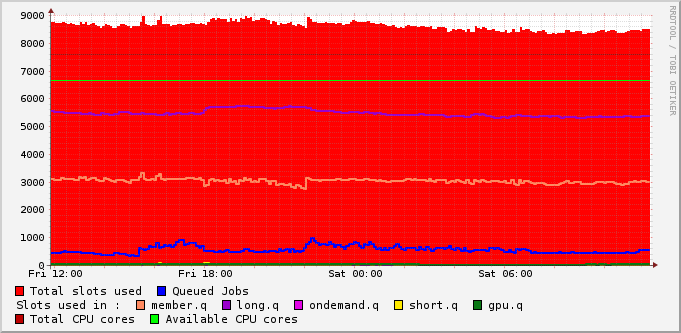 9000
8000
7000
6000
5000
4000
3000
2000
1000
0
Fri 12:00 Fri 18:00 Sat 00:00 Sat 06:00
Total slots used Queued Jobs
Slots used in : member.q long.q ondemand.q short.q gpu.q
Total CPU cores Available CPU cores
RRDTOOL / TOBI OETIKER